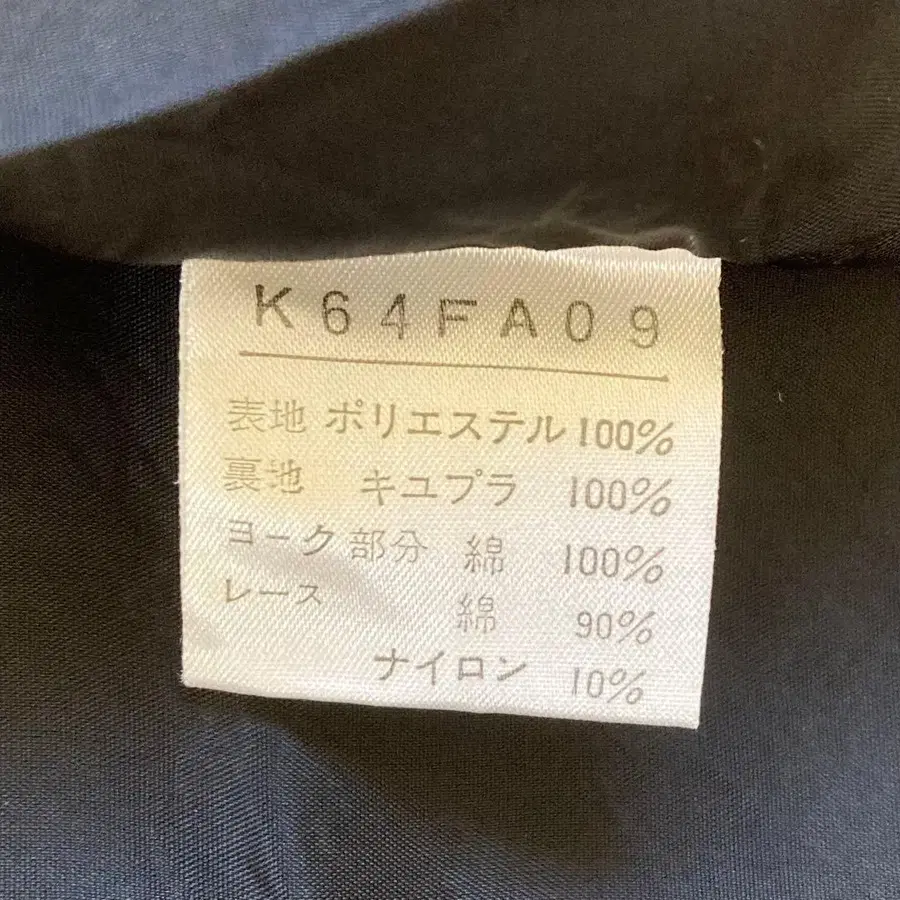 K64FA09
表地 ポリエステル 100%
裏地 キユプラ 100%
ヨーク部分 綿 100%
レース 綿 90%
ナイロン 10%